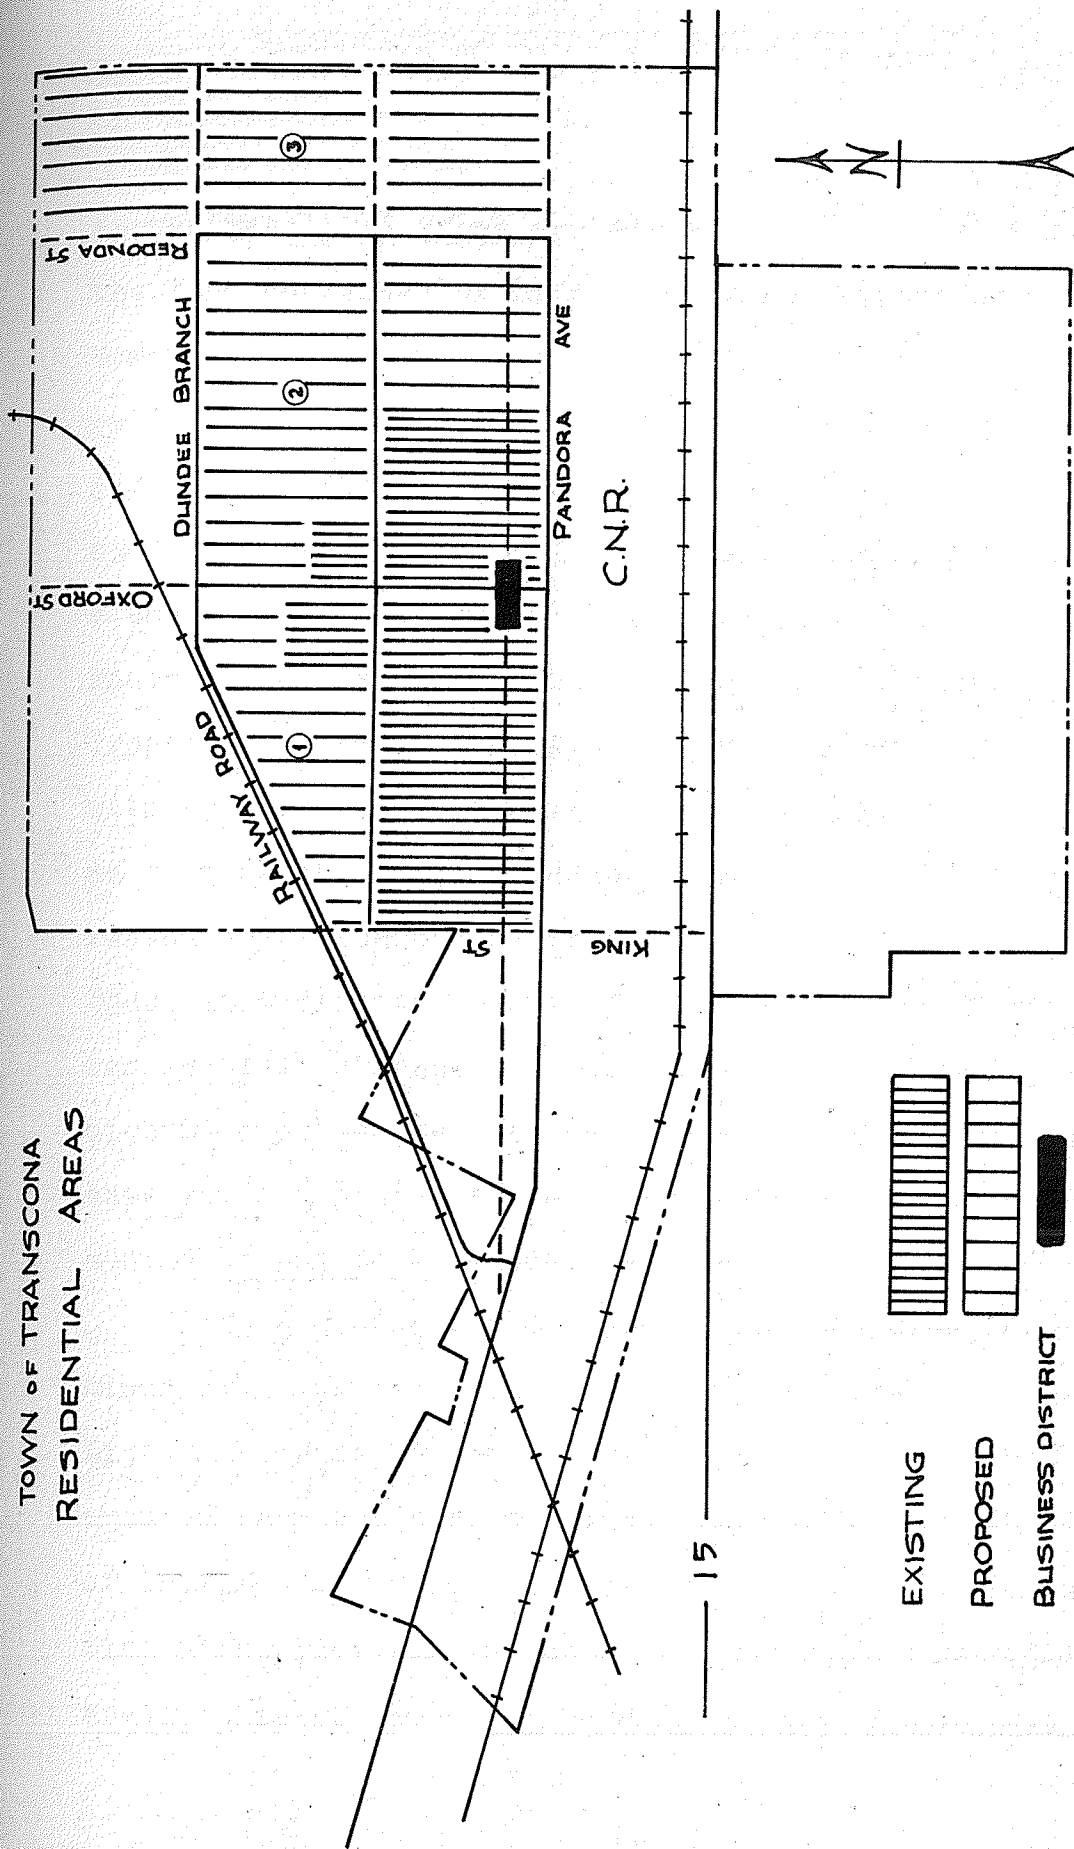 TOWN OF TRANSCONA
RESIDENTIAL AREAS
OXFORD ST
REDONDA ST
DUNDEE BRANCH
RAILWAY ROAD
1
2
3
KING ST
PANDORA AVE
C.N.R.
N
15
EXISTING
PROPOSED
BUSINESS DISTRICT